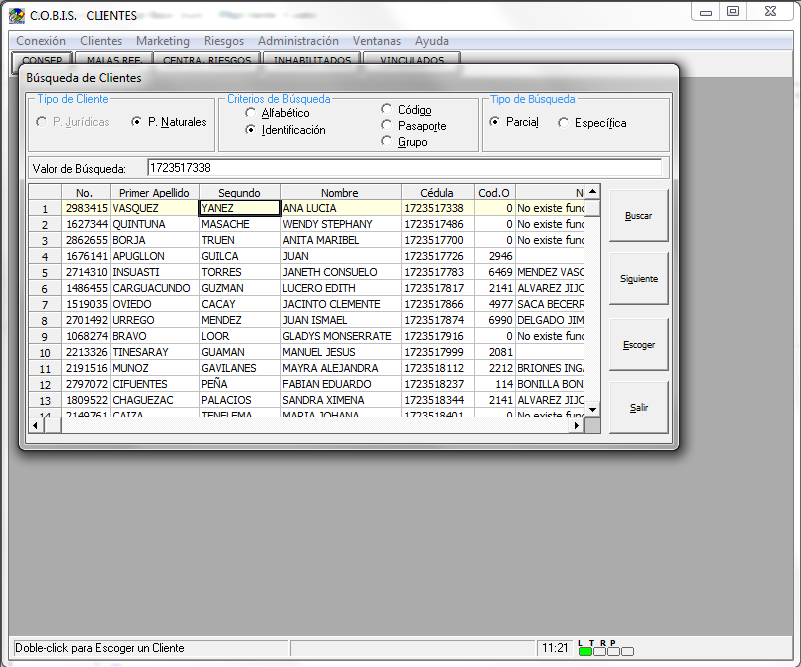 C.O.B.I.S. CLIENTES
Conexión Clientes Marketing Riesgos Administración Ventanas Ayuda
CONSEP MALAS REF. CENTRA. RIESGOS INHABILITADOS VINCULADOS
Búsqueda de Clientes
Tipo de Cliente Criterios de Búsqueda Tipo de Búsqueda
P. Jurídicas P. Naturales Alfabético Código Parcial Específica
Identificación Pasaporte
Grupo
Valor de Búsqueda: 1723517338
No. Primer Apellido Segundo Nombre Cédula Cod.O N
1 2983415 VASQUEZ YANEZ ANA LUCIA 1723517338 0 No existe func
2 1627344 QUINTUNA MASACHE WENDY STEPHANY 1723517486 0 No existe func
3 2862655 BORJA TRUEN ANITA MARIBEL 1723517700 0 No existe func
4 1676141 APUGLLON GUILCA JUAN 1723517726 2946
5 2714310 INSUASTI TORRES JANETH CONSUELO 1723517783 6469 MENDEZ VASC
6 1486455 CARGUACUNDO GUZMAN LUCERO EDITH 1723517817 2141 ALVAREZ JIJC
7 1519035 OVIEDO CACAY JACINTO CLEMENTE 1723517866 4977 SACA BECERR
8 2701492 URREGO MENDEZ JUAN ISMAEL 1723517874 6990 DELGADO JIM
9 1068274 BRAVO LOOR GLADYS MONSERRATE 1723517916 0 No existe func
10 2213326 TINESARAY GUAMAN MANUEL JESUS 1723517999 2081
11 2191516 MUNOZ GAVILANES MAYRA ALEJANDRA 1723518112 2212 BRIONES ING
12 2797072 CIFUENTES PEÑA FABIAN EDUARDO 1723518237 114 BONILLA BON
13 1809522 CHAGUEZAC PALACIOS SANDRA XIMENA 1723518344 2141 ALVAREZ JIJC
14 2149761 CAIZA TENELEMA MARIA JOHANA 1723518401 0 No existe func
Buscar
Siguiente
Escoger
Salir
Doble-click para Escoger un Cliente 11:21 L T R P